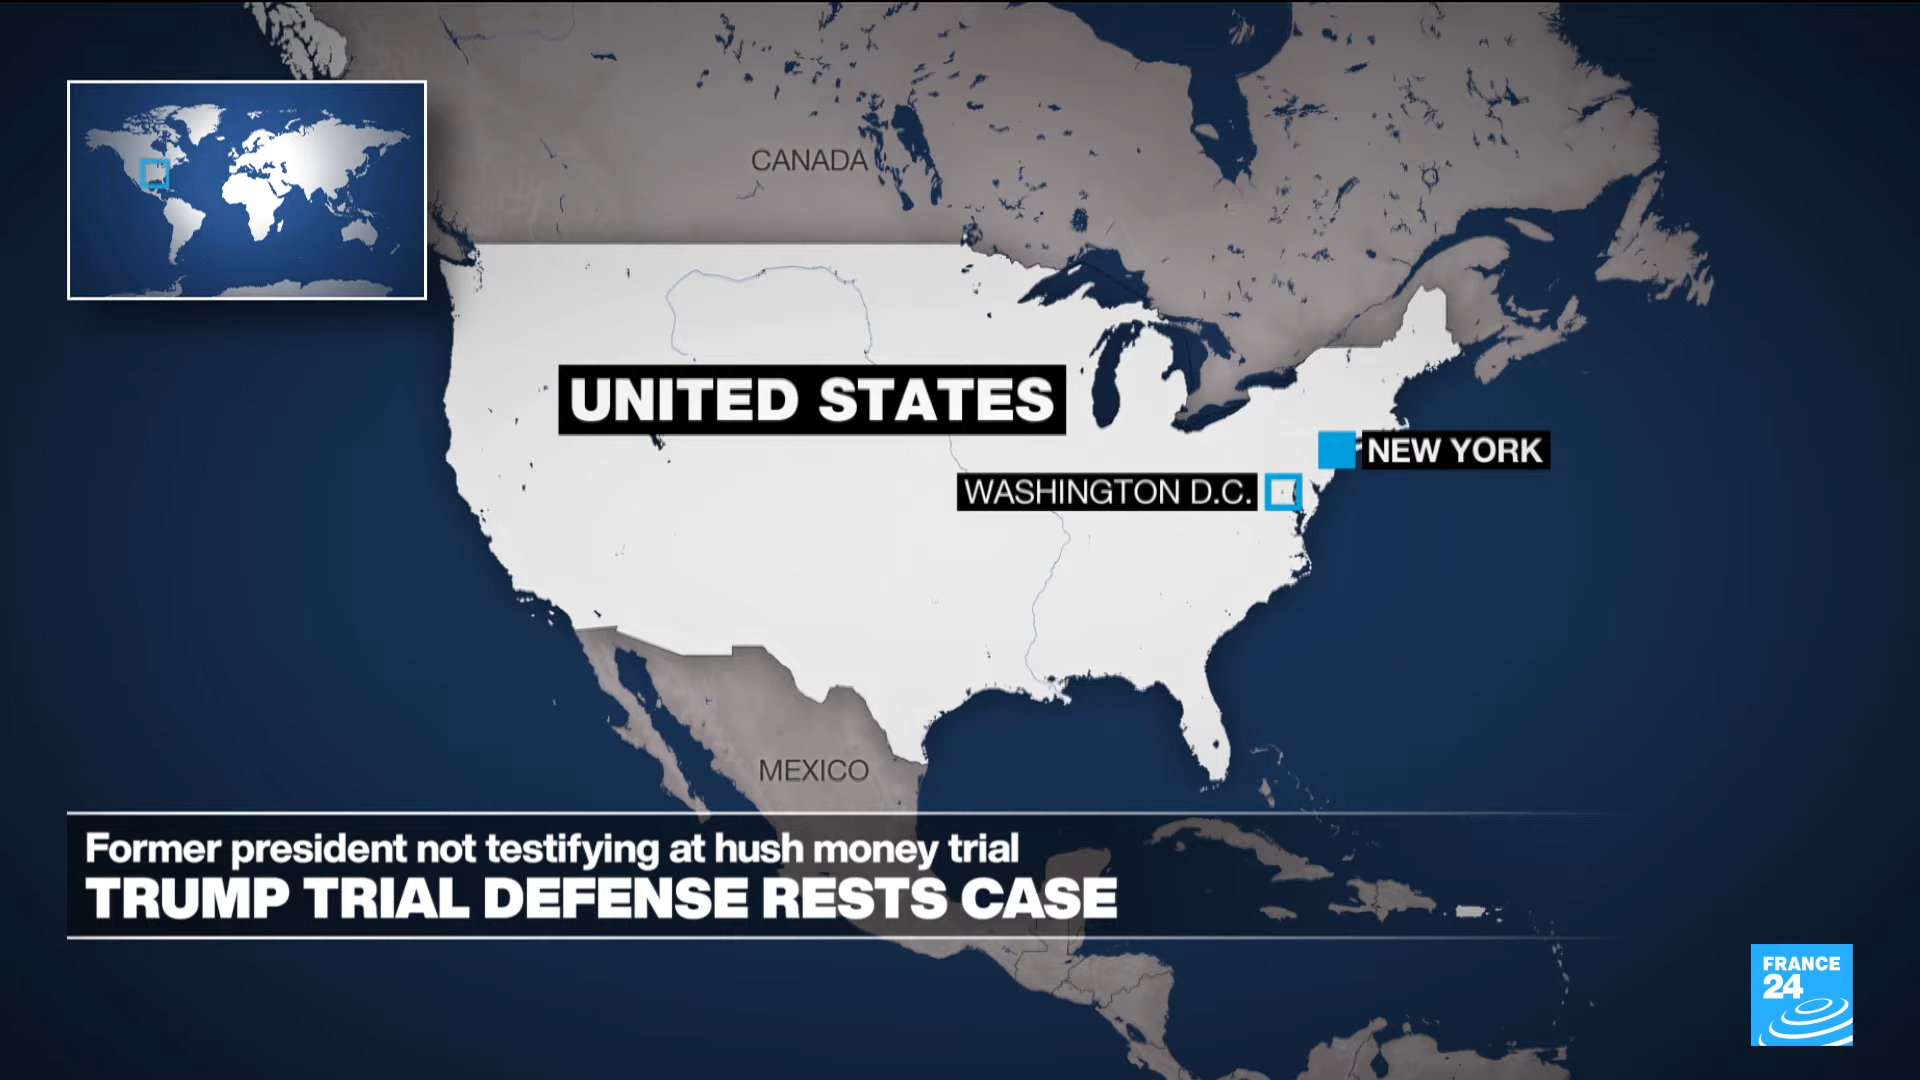 CANADA
UNITED STATES
NEW YORK
WASHINGTON D.C.
MEXICO
Former president not testifying at hush money trial
TRUMP TRIAL DEFENSE RESTS CASE
FRANCE
24